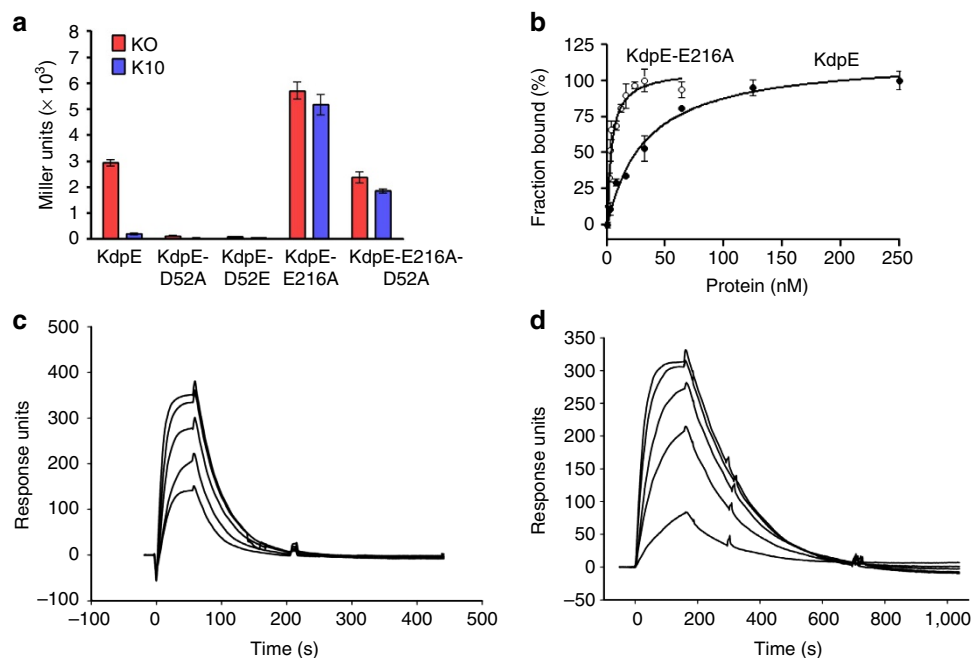 a
KO
K10
Miller units (× 10³)
8
7
6
5
4
3
2
1
0
KdpE
KdpE-
D52A
KdpE-
D52E
KdpE-
E216A
KdpE-E216A-
D52A
b
KdpE-E216A
KdpE
Fraction bound (%)
125
100
75
50
25
0
0 50 100 150 200 250
Protein (nM)
c
Response units
500
400
300
200
100
0
–100
–100 0 100 200 300 400 500
Time (s)
d
Response units
350
300
250
200
150
100
50
0
–50
0 200 400 600 800 1,000
Time (s)